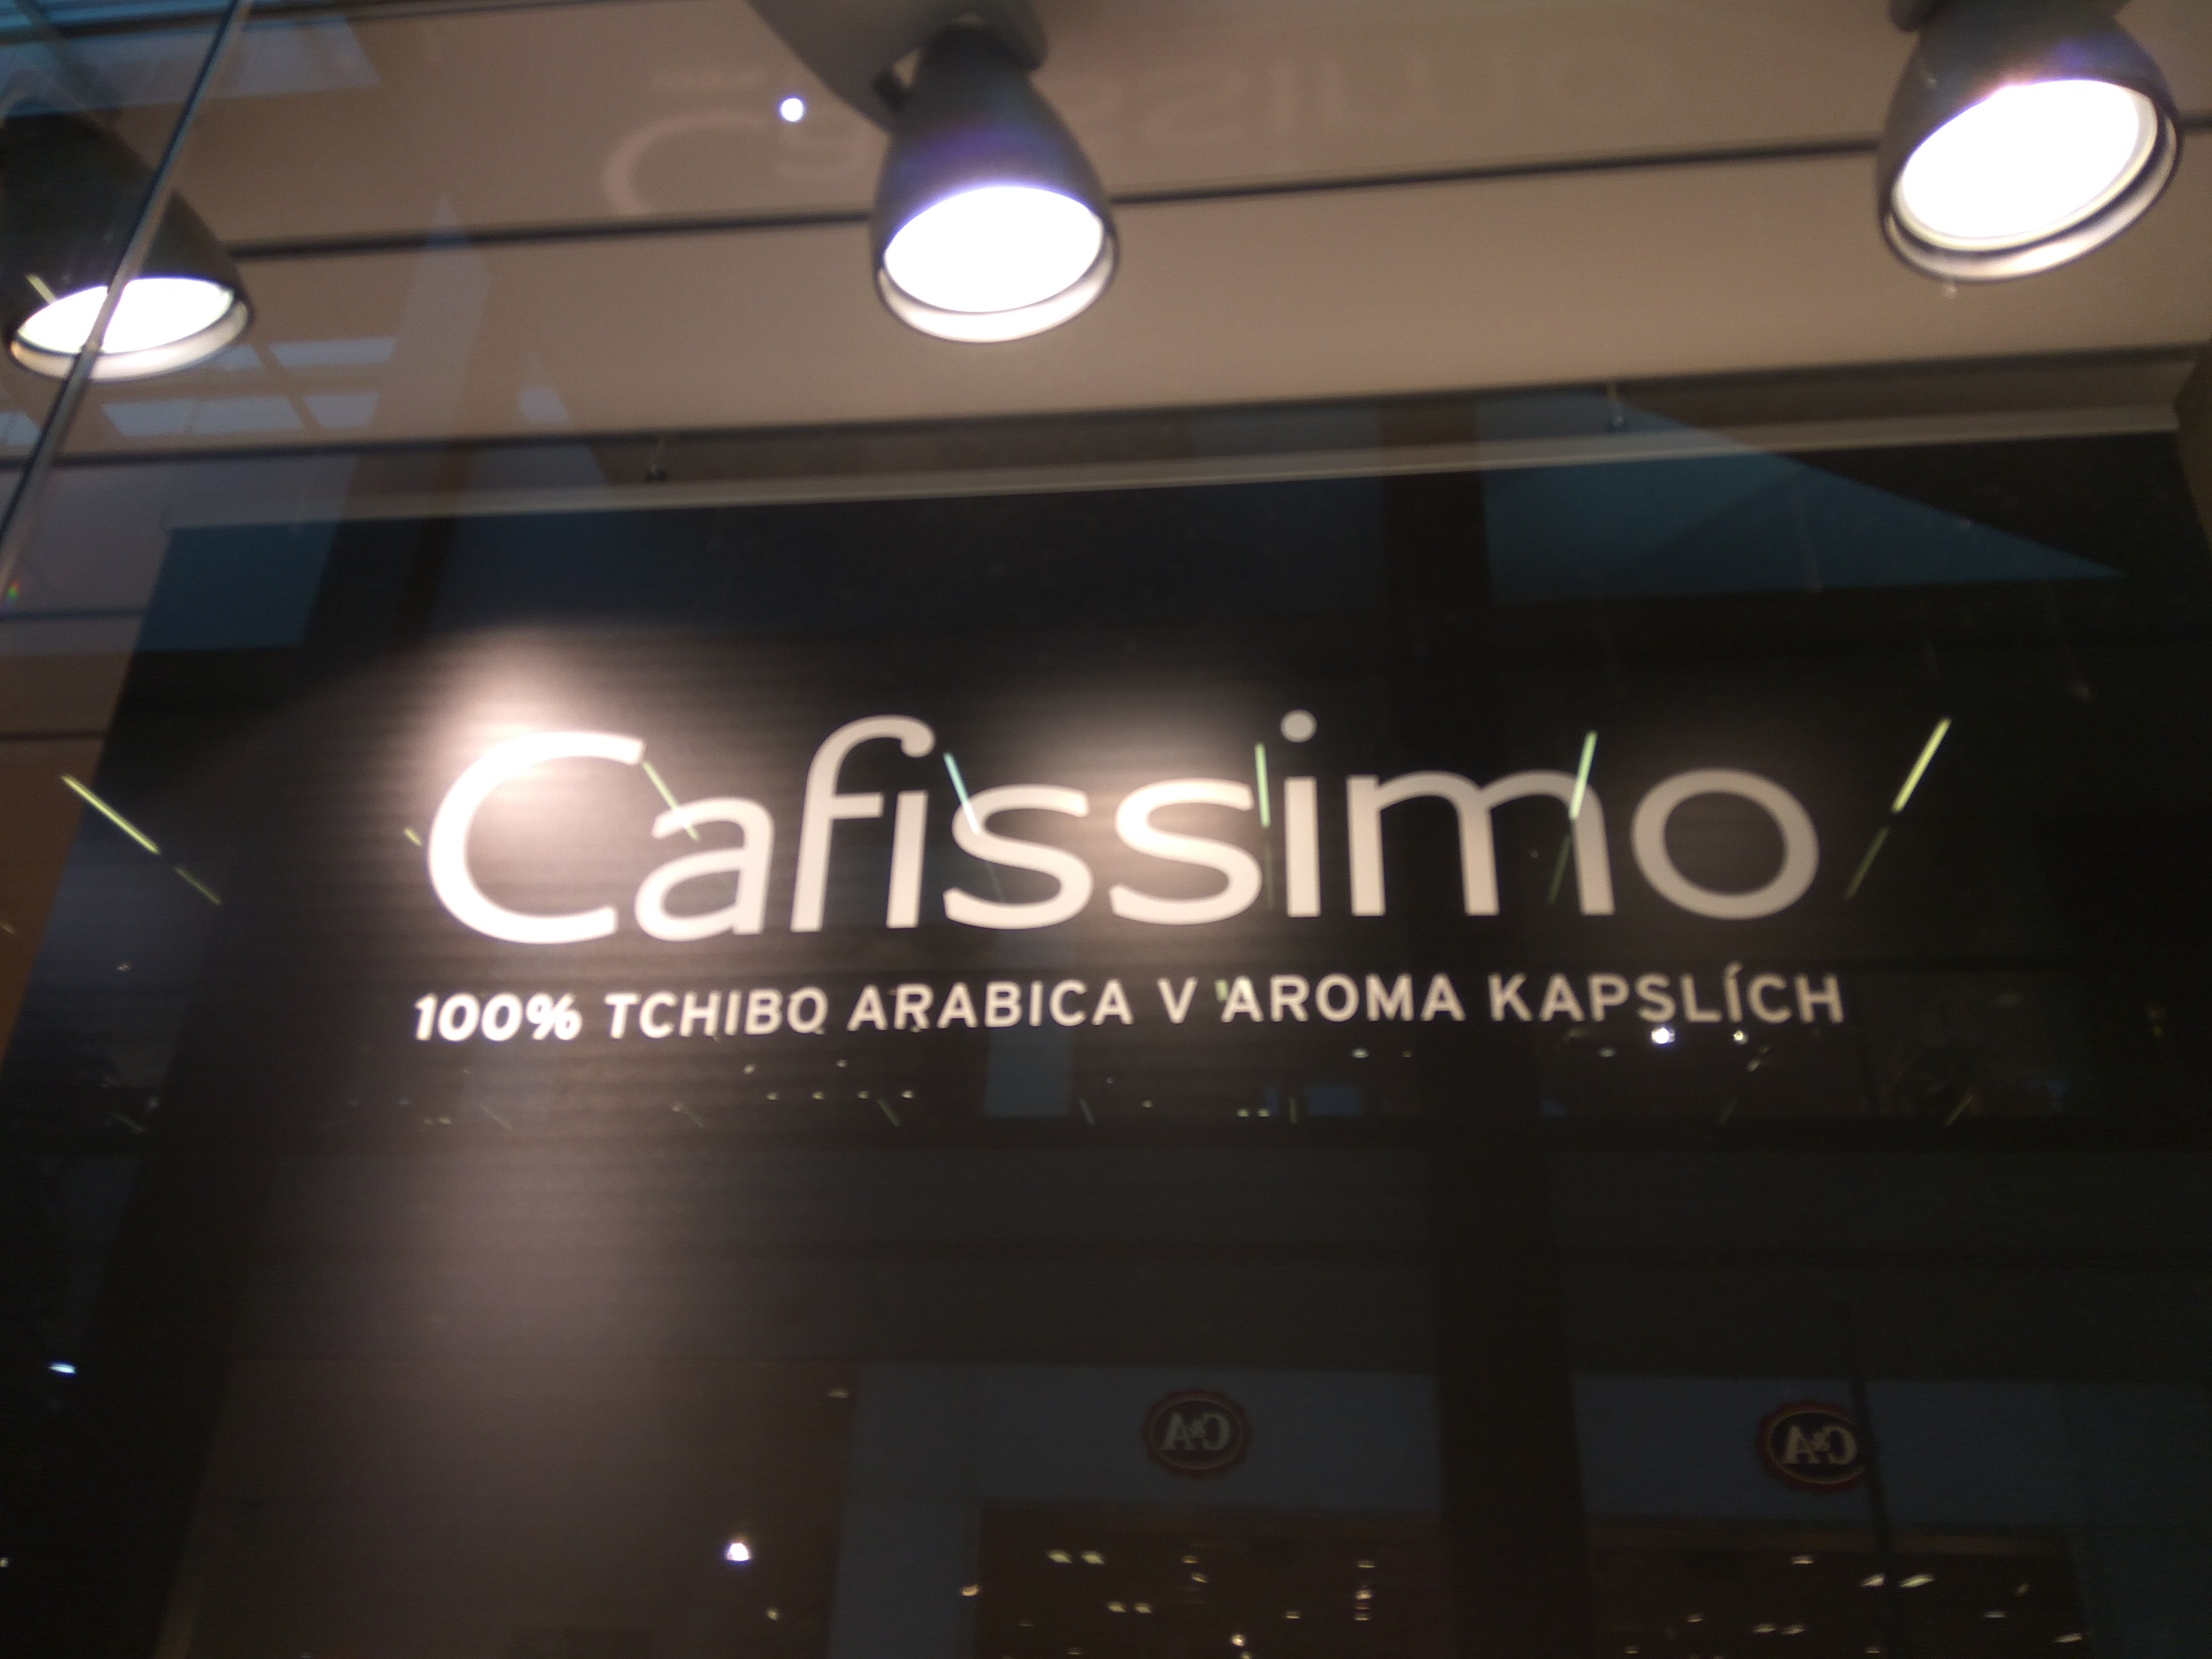 Cafissimo
100% TCHIBO ARABICA V AROMA KAPSLÍCH
C&A
C&A